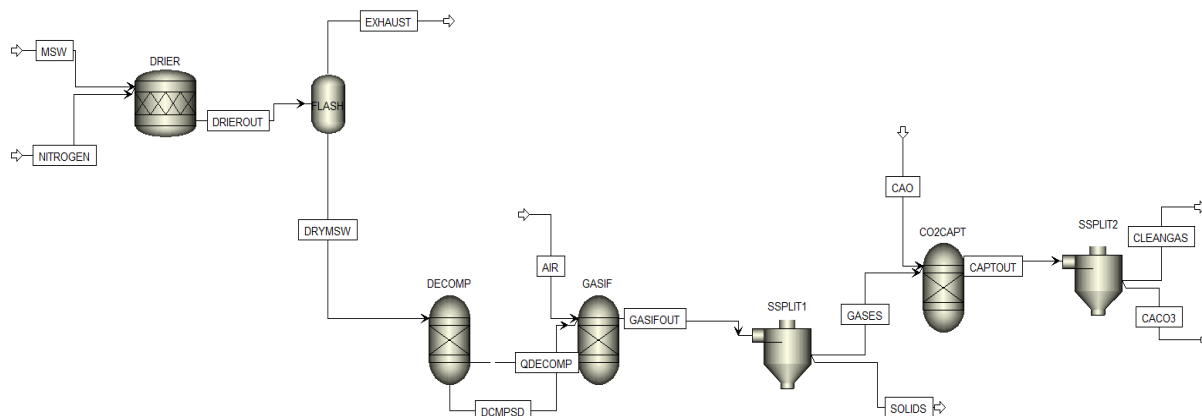 EXHAUST
MSW
DRIER
FLASH
DRIEROUT
NITROGEN
CAO
DRYMSW
AIR
CO2CAPT
SSPLIT2
CLEANGAS
CAPTOUT
DECOMP
GASIF
SSPLIT1
GASIFOUT
GASES
CACO3
QDECOMP
DCMPSD
SOLIDS